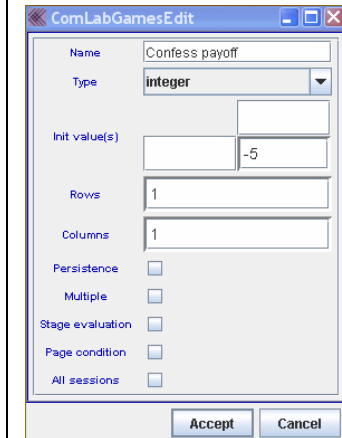 ComLabGamesEdit
Name Confess payoff
Type integer
Init value(s)
-5
Rows 1
Columns 1
Persistence
Multiple
Stage evaluation
Page condition
All sessions
Accept Cancel